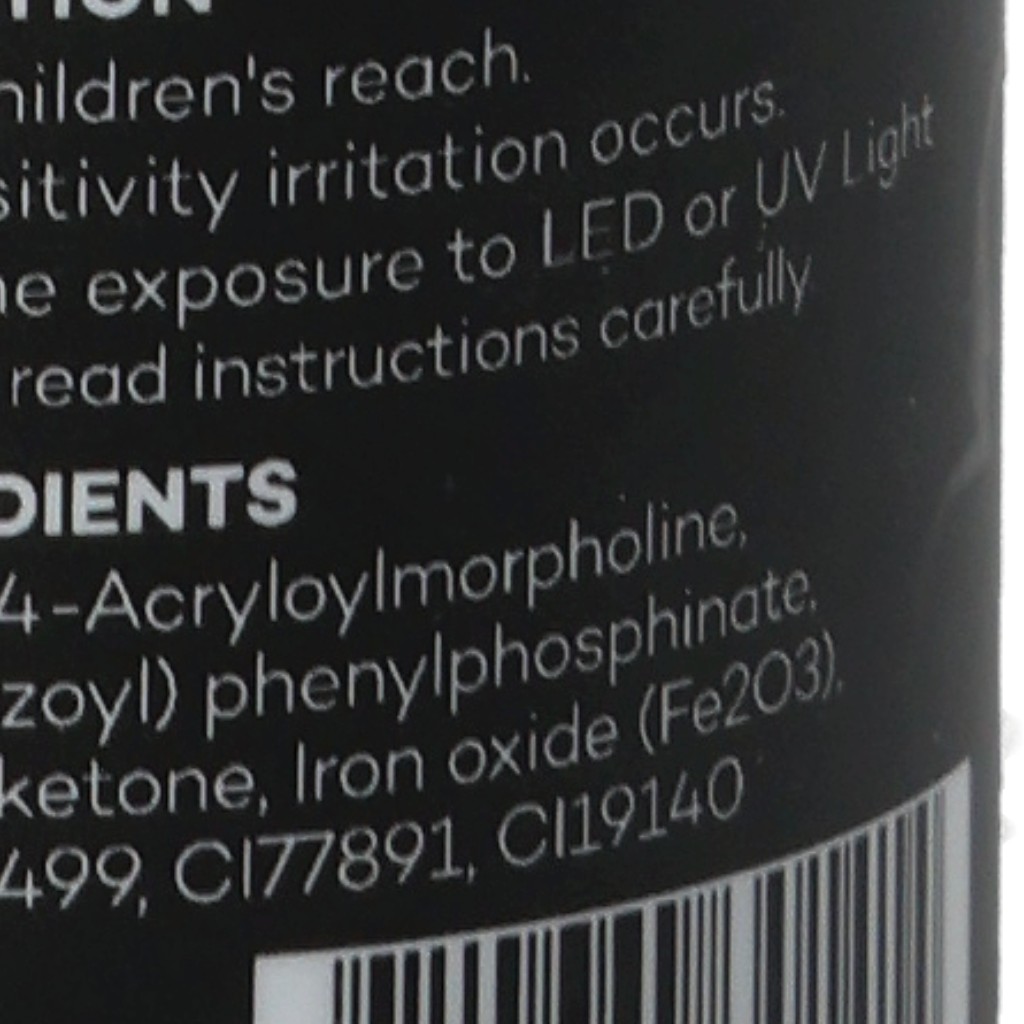 TION
hildren's reach.
sitivity irritation occurs.
ne exposure to LED or UV Light
read instructions carefully
DIENTS
4-Acryloylmorpholine,
zoyl) phenylphosphinate,
ketone, Iron oxide (Fe2O3),
499, CI77891, CI19140